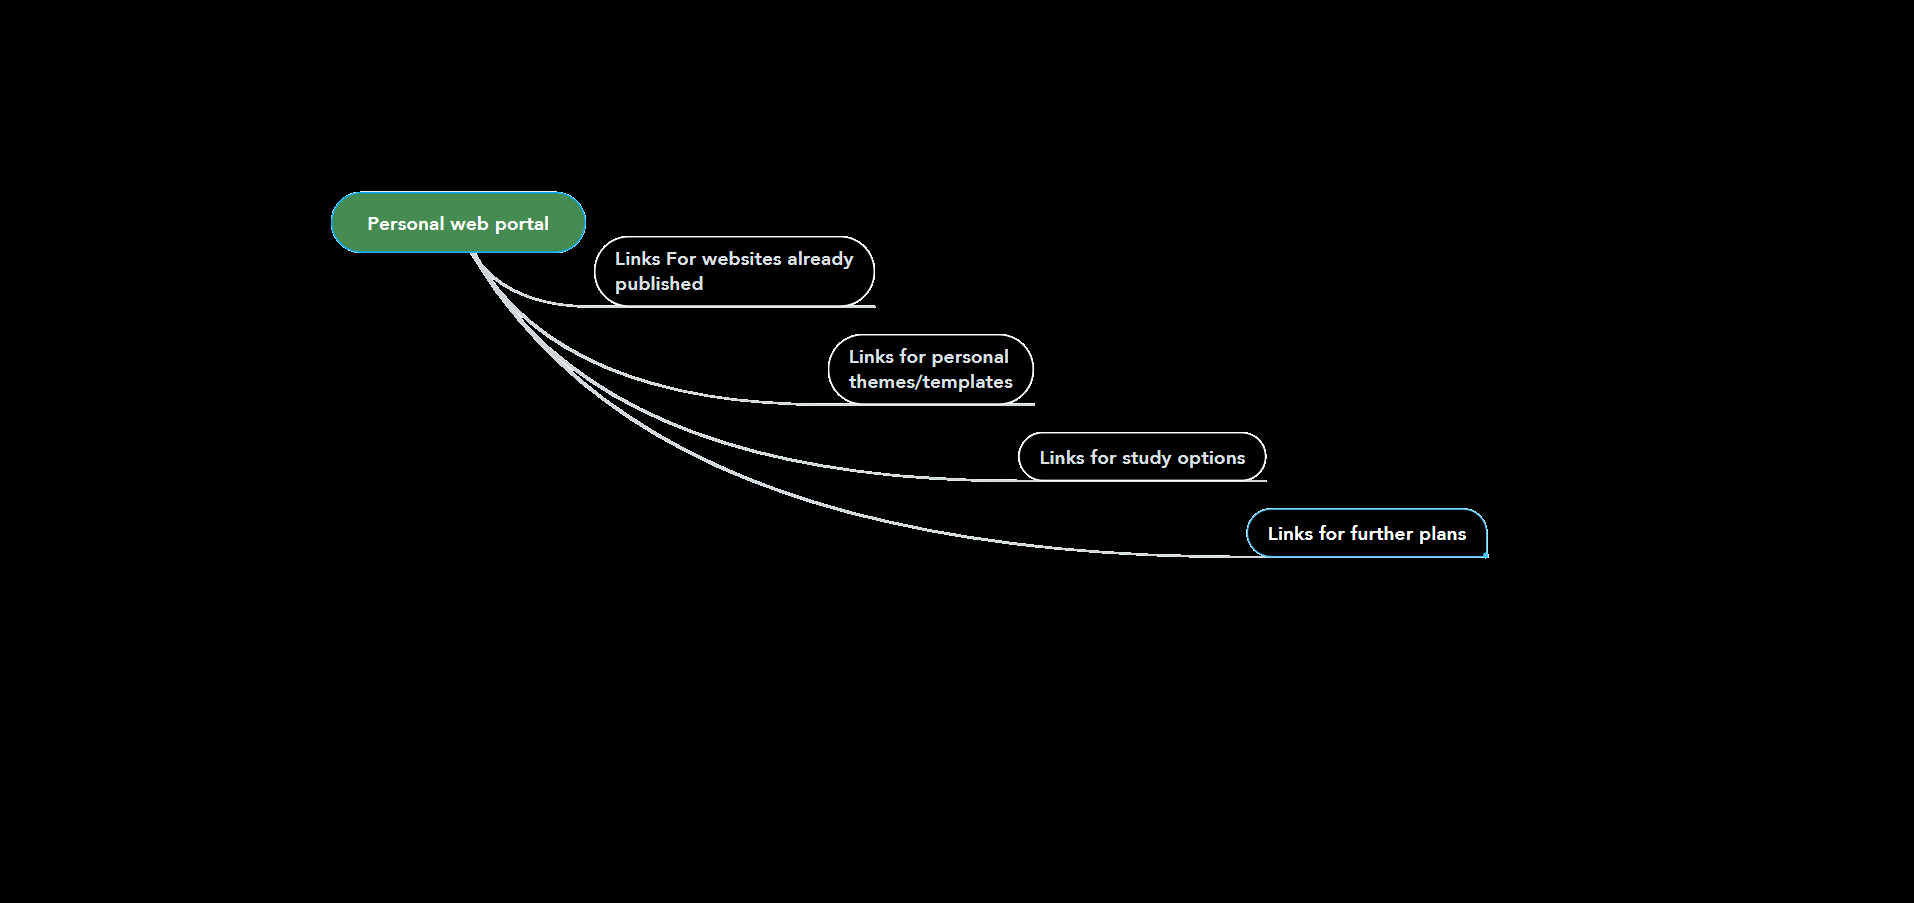 Personal web portal
Links For websites already
published
Links for personal
themes/templates
Links for study options
Links for further plans